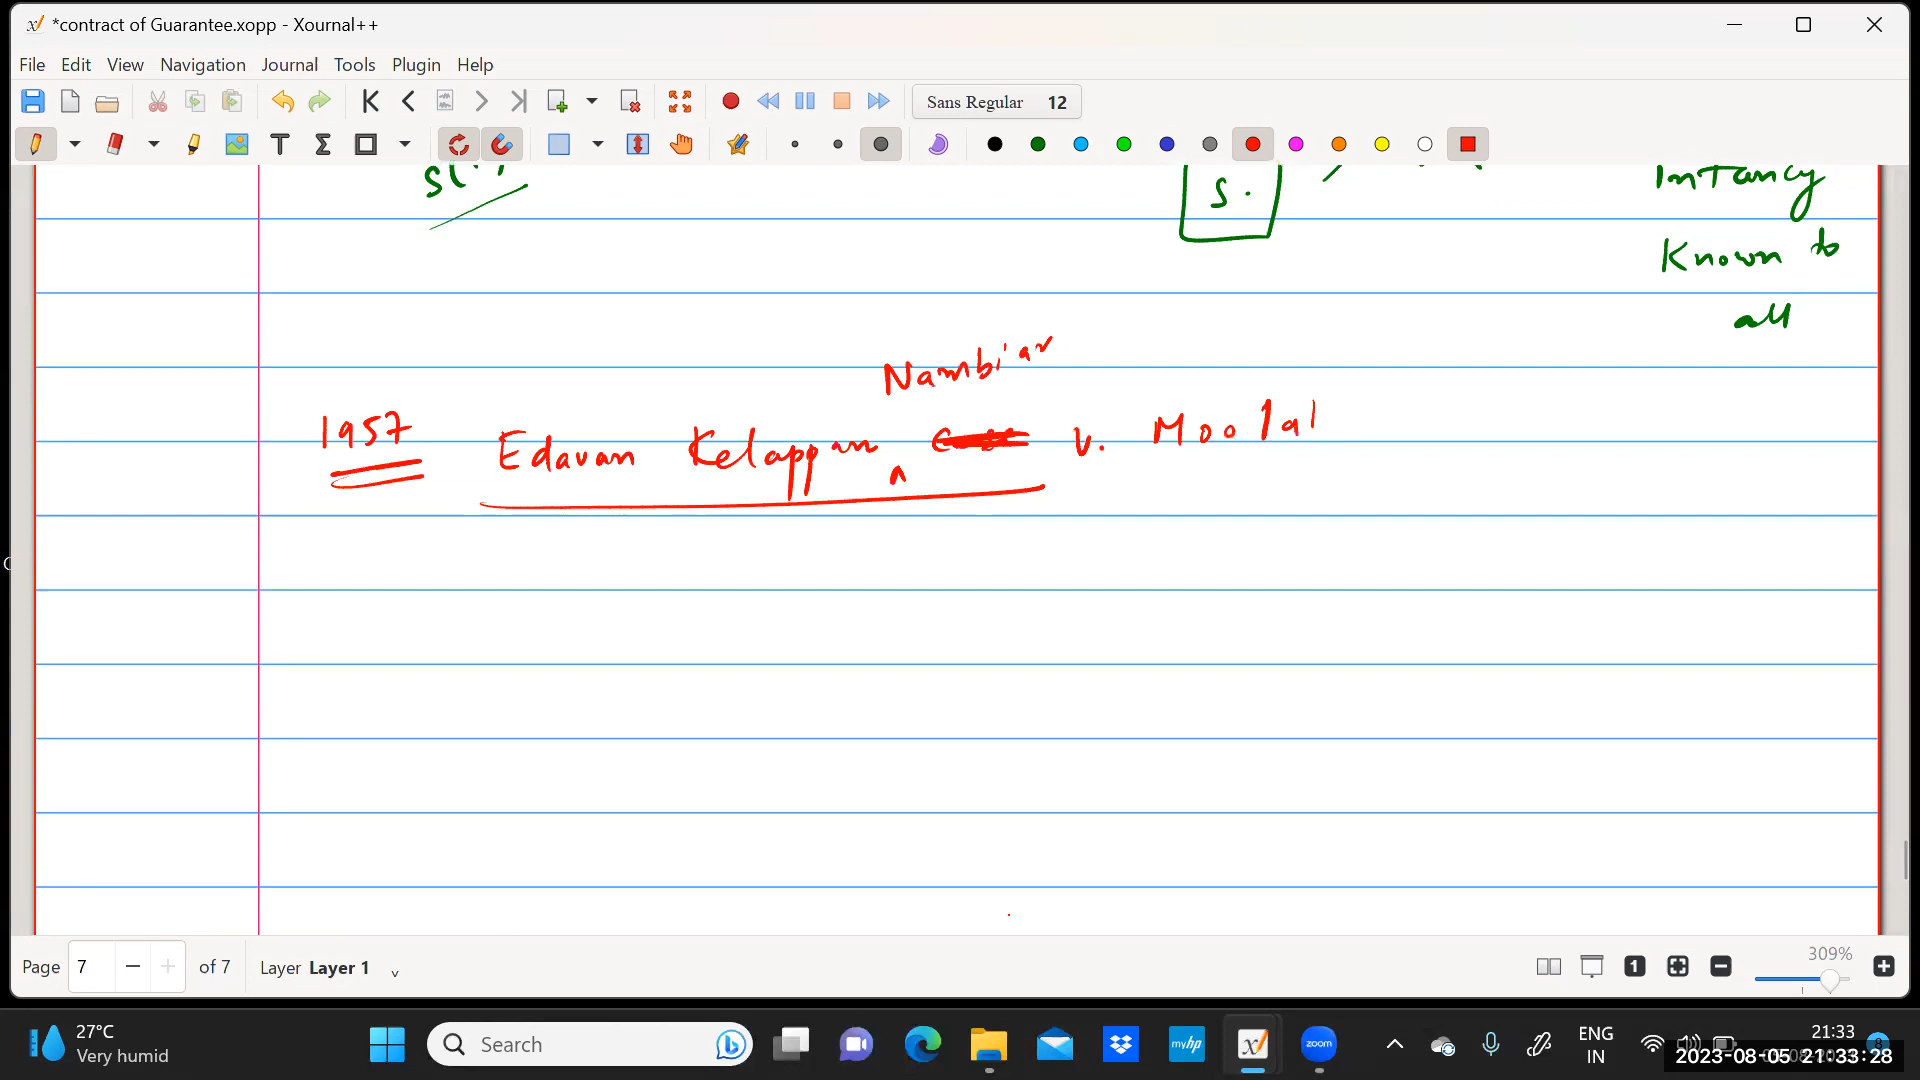 *contract of Guarantee.xopp - Xournal++
File Edit View Navigation Journal Tools Plugin Help
Sans Regular 12
S. Infancy
Known to
all
Nambiar
1957 Edavan Kelappan v. Moolal
Page 7 of 7 Layer Layer 1 309%
27°C
Very humid
Search
myhp
zoom
ENG
IN
21:33
2023-08-05 21:33:28